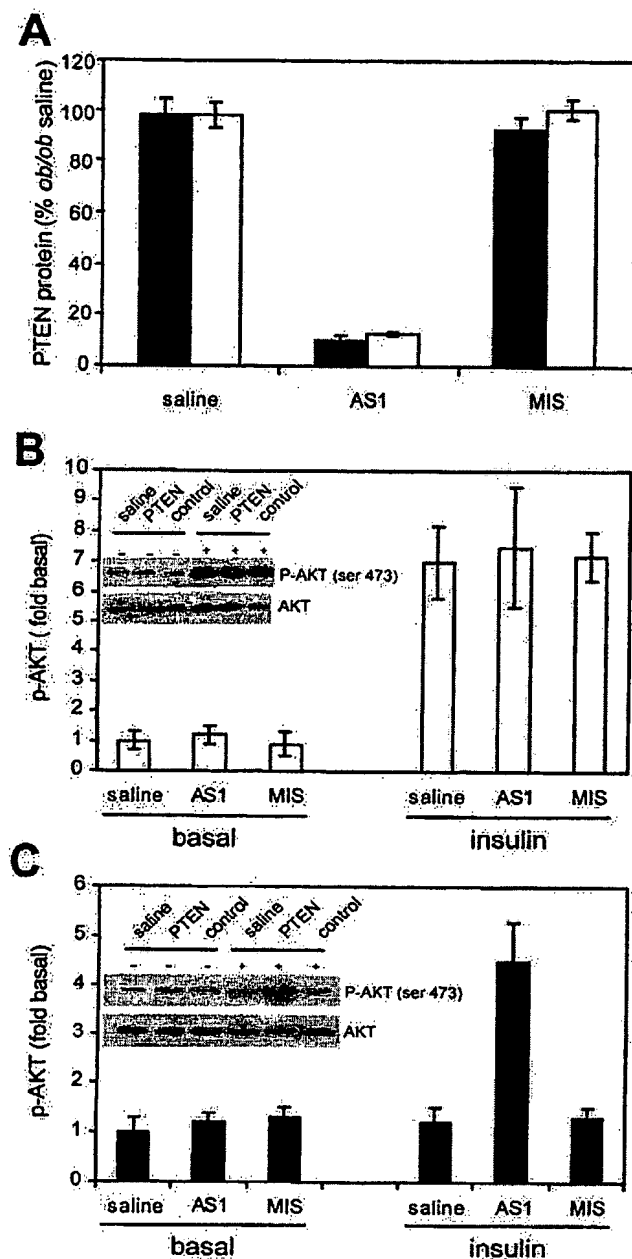 A
PTEN protein (% ob/ob saline)
120
100
80
60
40
20
0
saline AS1 MIS
B
p-AKT ( fold basal)
10
9
8
7
6
5
4
3
2
1
0
saline PTEN control saline PTEN control
- - - + + +
P-AKT (ser 473)
AKT
saline AS1 MIS saline AS1 MIS
basal insulin
C
p-AKT (fold basal)
6
5
4
3
2
1
0
saline PTEN control saline PTEN control
- - - + + +
P-AKT (ser 473)
AKT
saline AS1 MIS saline AS1 MIS
basal insulin